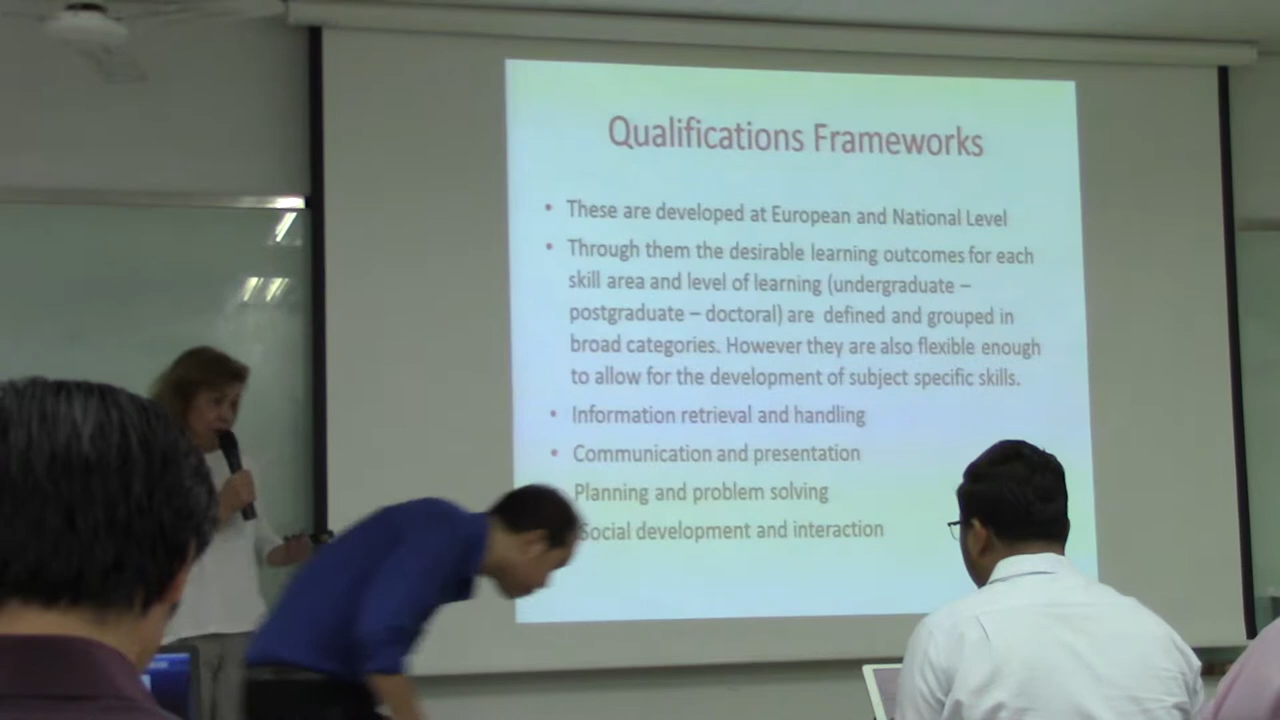 Qualifications Frameworks
• These are developed at European and National Level
• Through them the desirable learning outcomes for each
skill area and level of learning (undergraduate –
postgraduate – doctoral) are defined and grouped in
broad categories. However they are also flexible enough
to allow for the development of subject specific skills.
• Information retrieval and handling
• Communication and presentation
Planning and problem solving
Social development and interaction